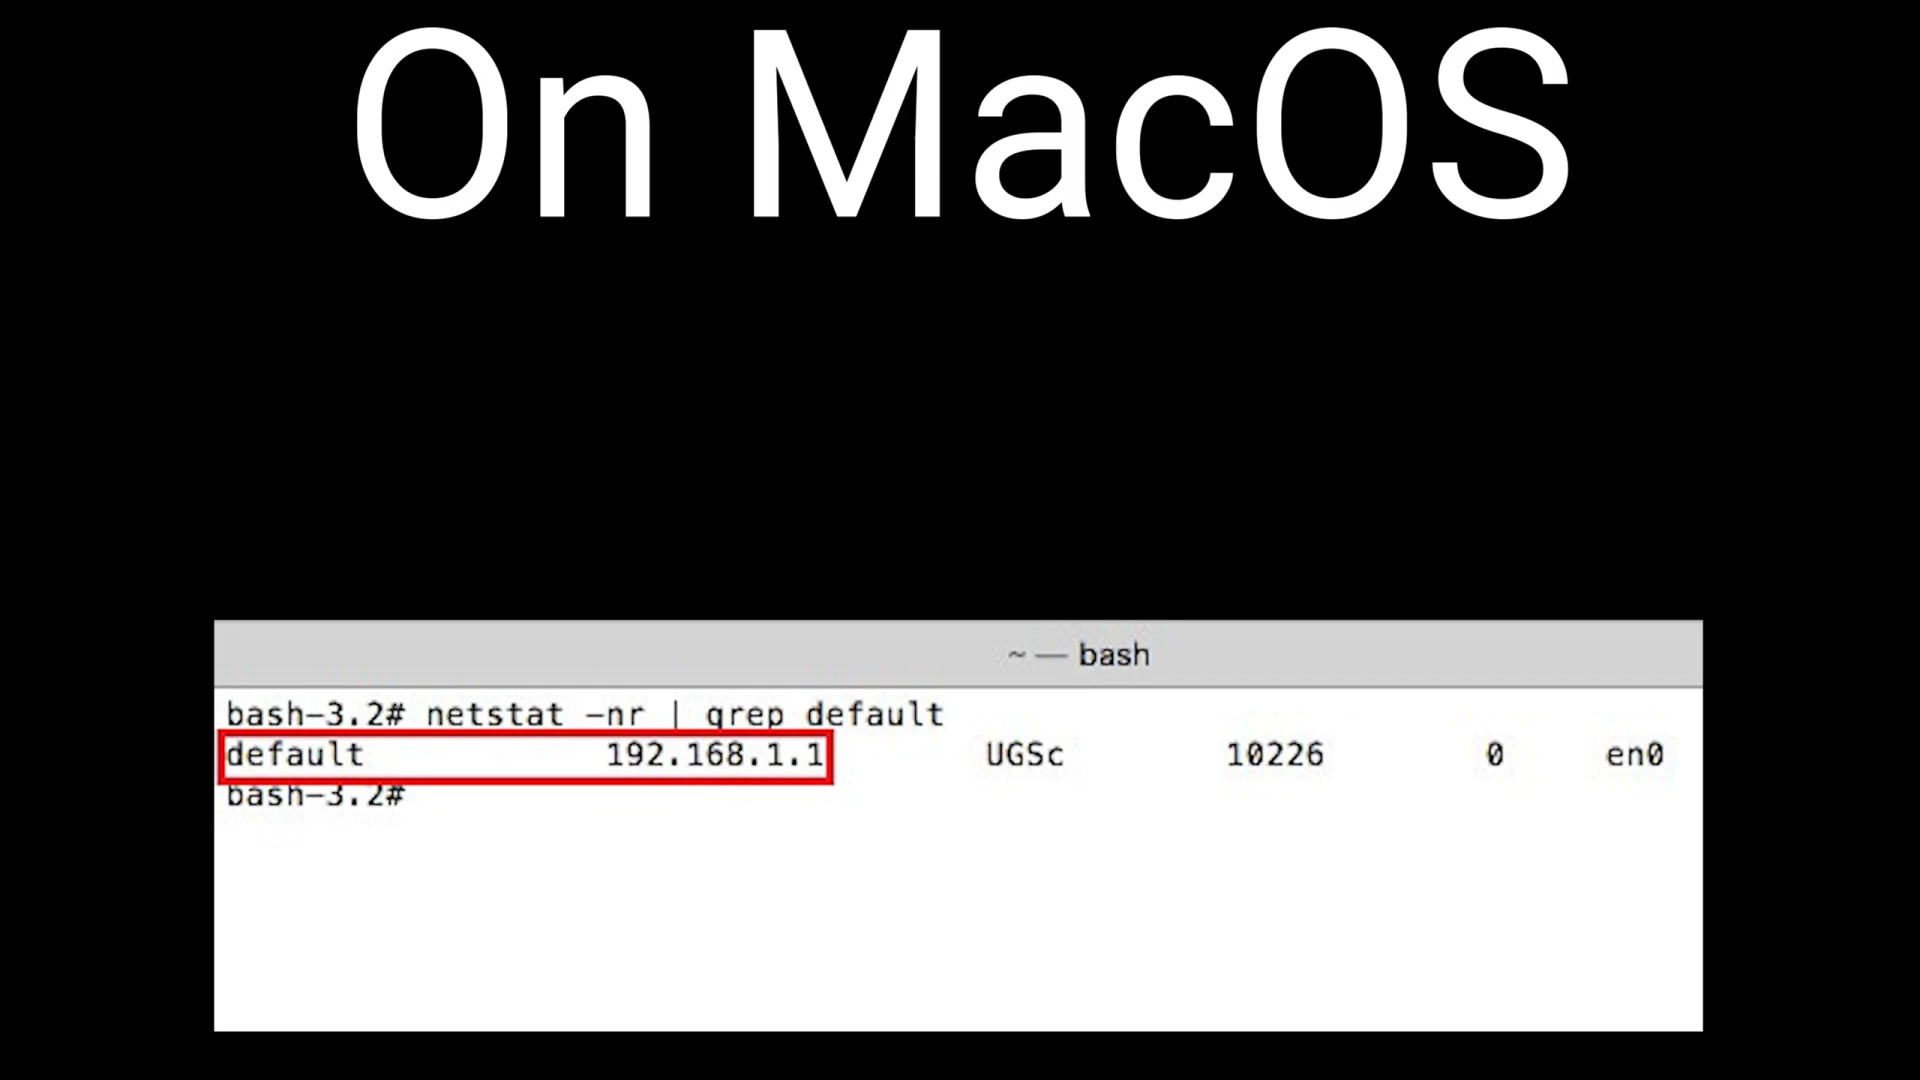 On MacOS
~ — bash
bash-3.2# netstat -nr | grep default
default 192.168.1.1 UGSc 10226 0 en0
bash-3.2#